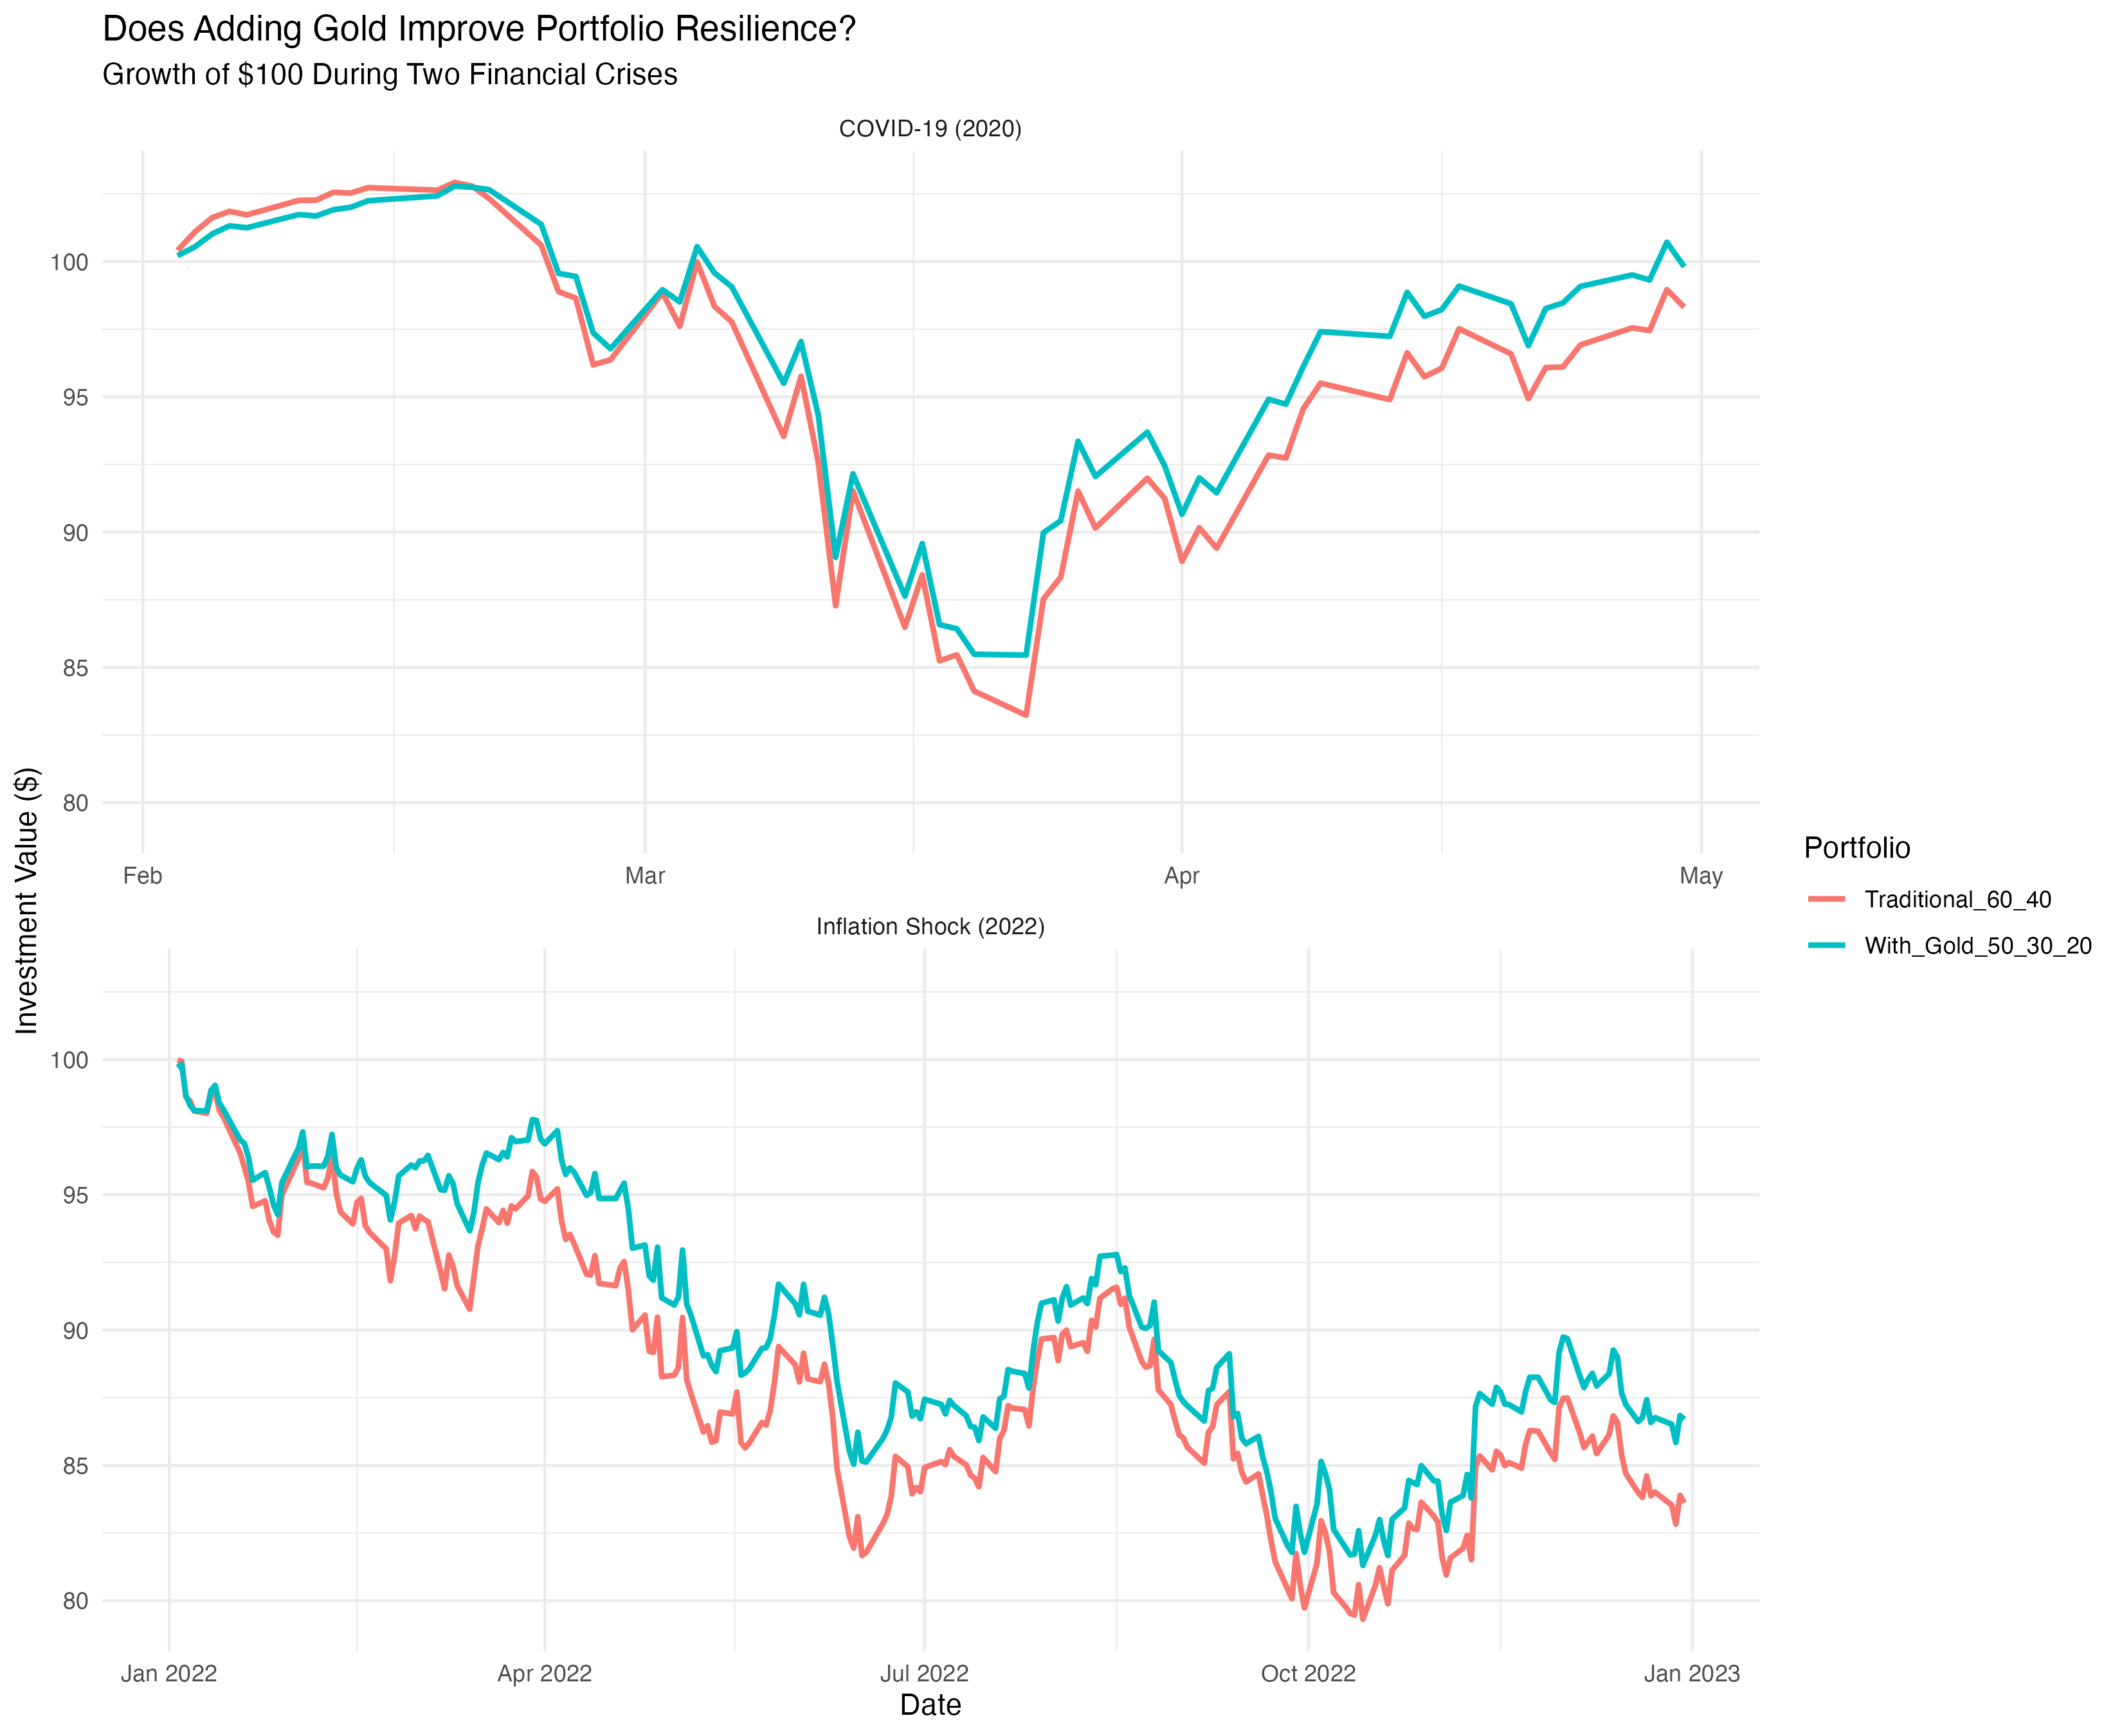 Does Adding Gold Improve Portfolio Resilience?
Growth of $100 During Two Financial Crises
COVID-19 (2020)
100
95
90
85
80
Feb Mar Apr May
Investment Value ($)
Inflation Shock (2022)
100
95
90
85
80
Jan 2022 Apr 2022 Jul 2022 Oct 2022 Jan 2023
Date
Portfolio
Traditional_60_40
With_Gold_50_30_20